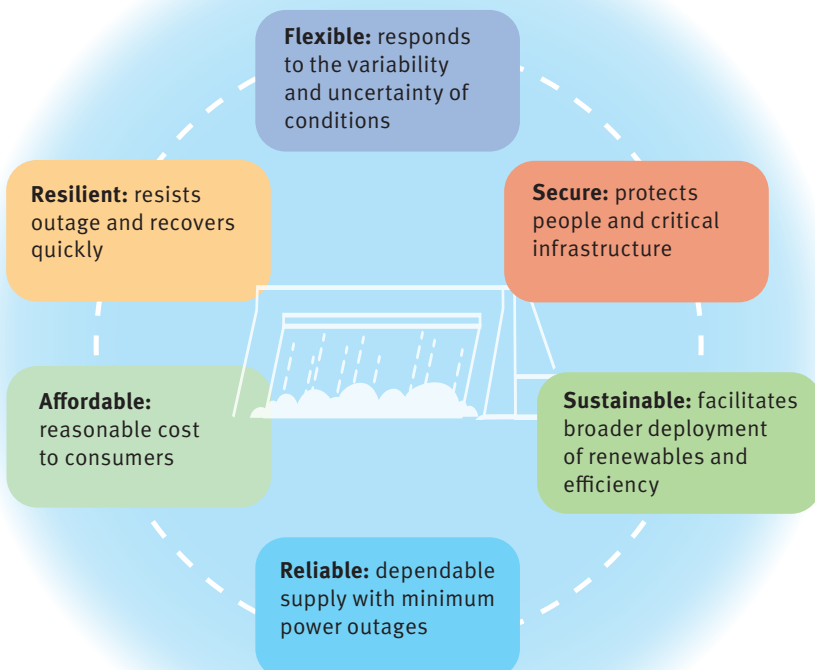 Flexible: responds
to the variability
and uncertainty of
conditions
Resilient: resists
outage and recovers
quickly
Secure: protects
people and critical
infrastructure
Affordable:
reasonable cost
to consumers
Sustainable: facilitates
broader deployment
of renewables and
efficiency
Reliable: dependable
supply with minimum
power outages